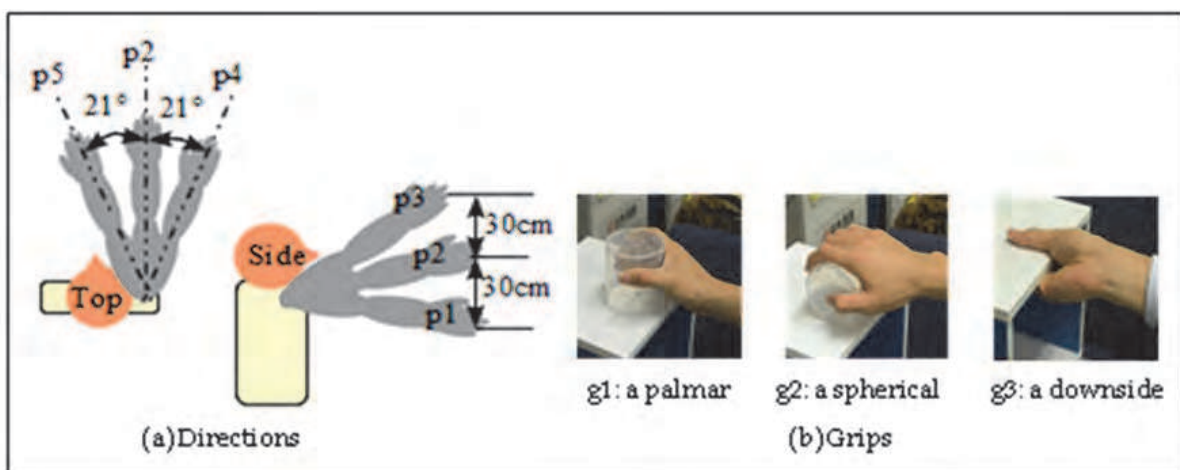 p5
p2
p4
21°
21°
Top
Side
p3
p2
p1
30cm
30cm
g1: a palmar
g2: a spherical
g3: a downside
(a)Directions
(b)Grips